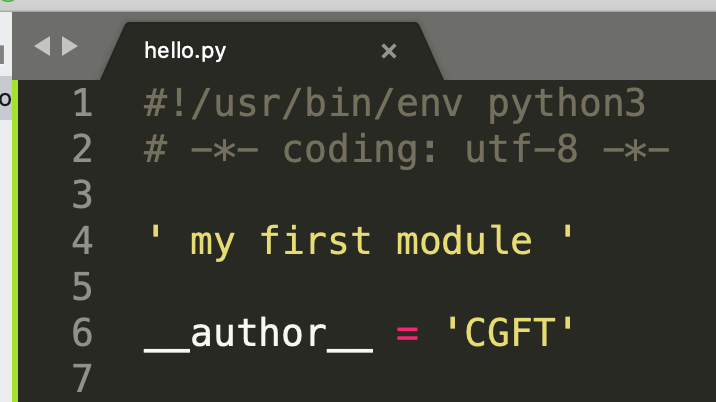 hello.py ×
1 #!/usr/bin/env python3
2 # -*- coding: utf-8 -*-
3
4 ' my first module '
5
6 __author__ = 'CGFT'
7